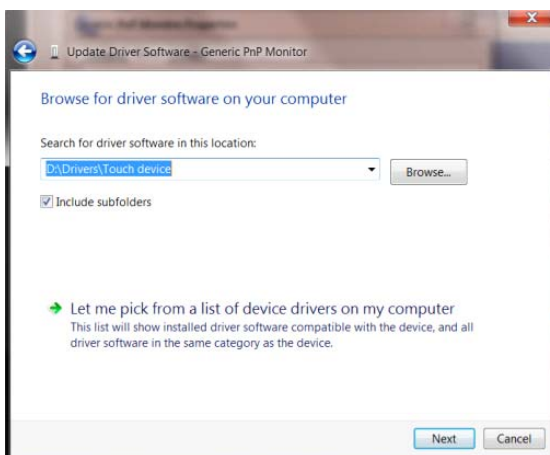 Update Driver Software - Generic PnP Monitor
Browse for driver software on your computer
Search for driver software in this location:
D:\Drivers\Touch device
Browse...
Include subfolders
Let me pick from a list of device drivers on my computer
This list will show installed driver software compatible with the device, and all
driver software in the same category as the device.
Next Cancel